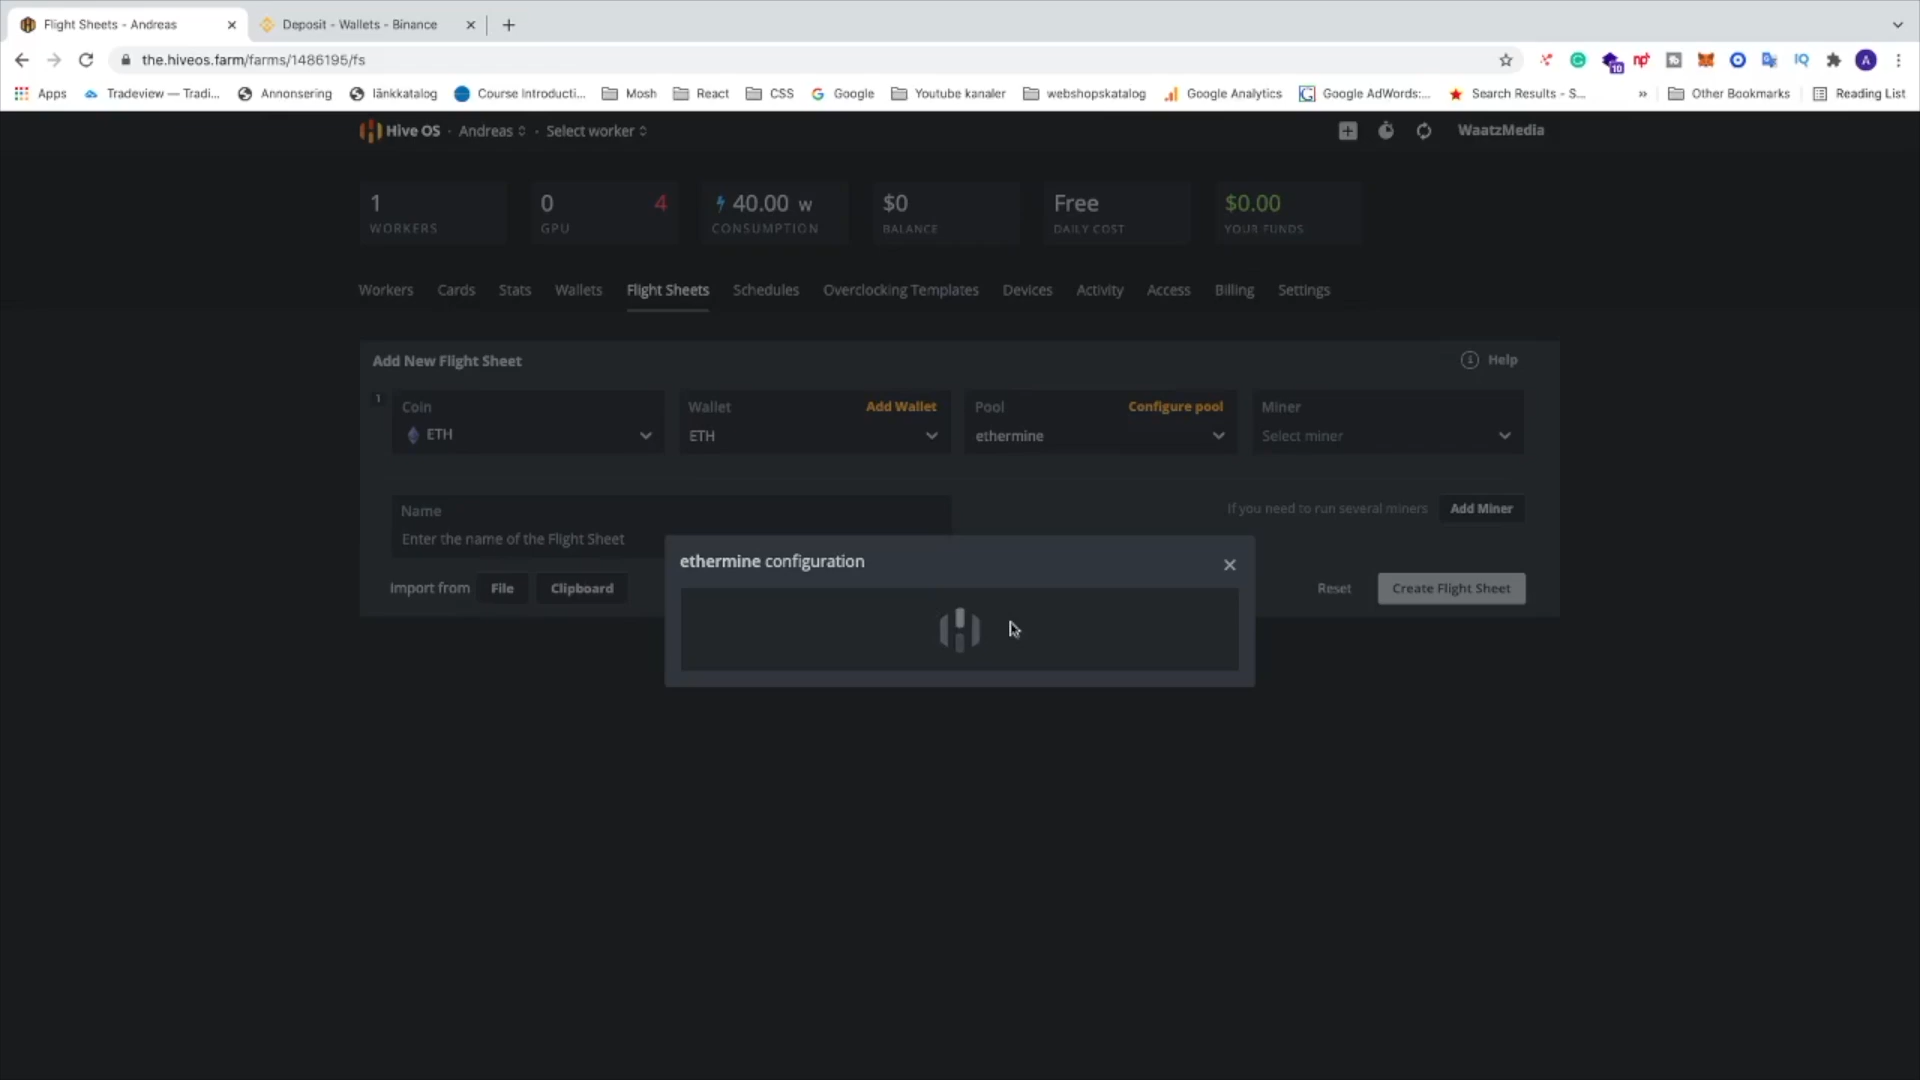 Flight Sheets - Andreas
Deposit - Wallets - Binance
the.hiveos.farm/farms/1486195/fs
Apps
Tradeview — Tradi...
Annonsering
länkkatalog
Course Introducti...
Mosh
React
CSS
Google
Youtube kanaler
webshopskatalog
Google Analytics
Google AdWords:...
Search Results - S...
»
Other Bookmarks
Reading List
10
A
Hive OS · Andreas · Select worker
WaatzMedia
1
WORKERS
0 4
GPU
40.00 W
CONSUMPTION
$0
BALANCE
Free
DAILY COST
$0.00
YOUR FUNDS
Workers Cards Stats Wallets Flight Sheets Schedules Overclocking Templates Devices Activity Access Billing Settings
Add New Flight Sheet
Help
1
Coin
ETH
Wallet Add Wallet
ETH
Pool Configure pool
ethermine
Miner
Select miner
Name
Enter the name of the Flight Sheet
If you need to run several miners Add Miner
Import from File Clipboard
Reset Create Flight Sheet
ethermine configuration